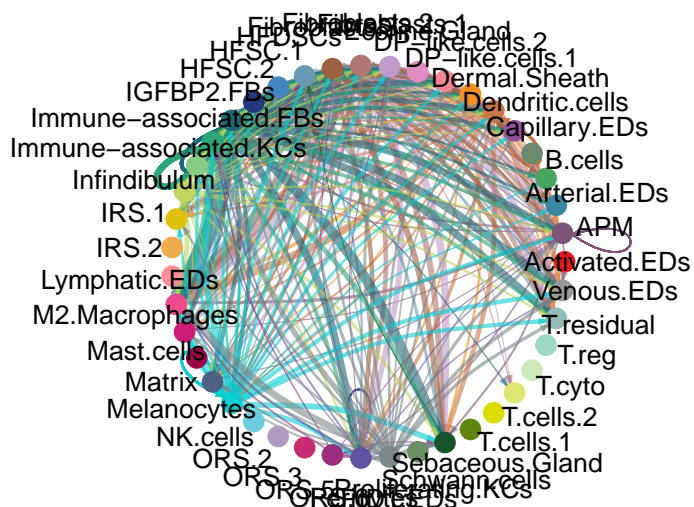 DP−like.cells.2
DP−like.cells.1
Dermal.Sheath
Dendritic.cells
Capillary.EDs
B.cells
Arterial.EDs
APM
Activated.EDs
Venous.EDs
T.residual
T.reg
T.cyto
T.cells.2
T.cells.1
Sebaceous.Gland
Schwann.cells
Proliferating.KCs
ORS.3
ORS.2
NK.cells
Melanocytes
Matrix
Mast.cells
M2.Macrophages
Lymphatic.EDs
IRS.2
IRS.1
Infindibulum
Immune−associated.KCs
Immune−associated.FBs
IGFBP2.FBs
HFSC.2
HFSC.1